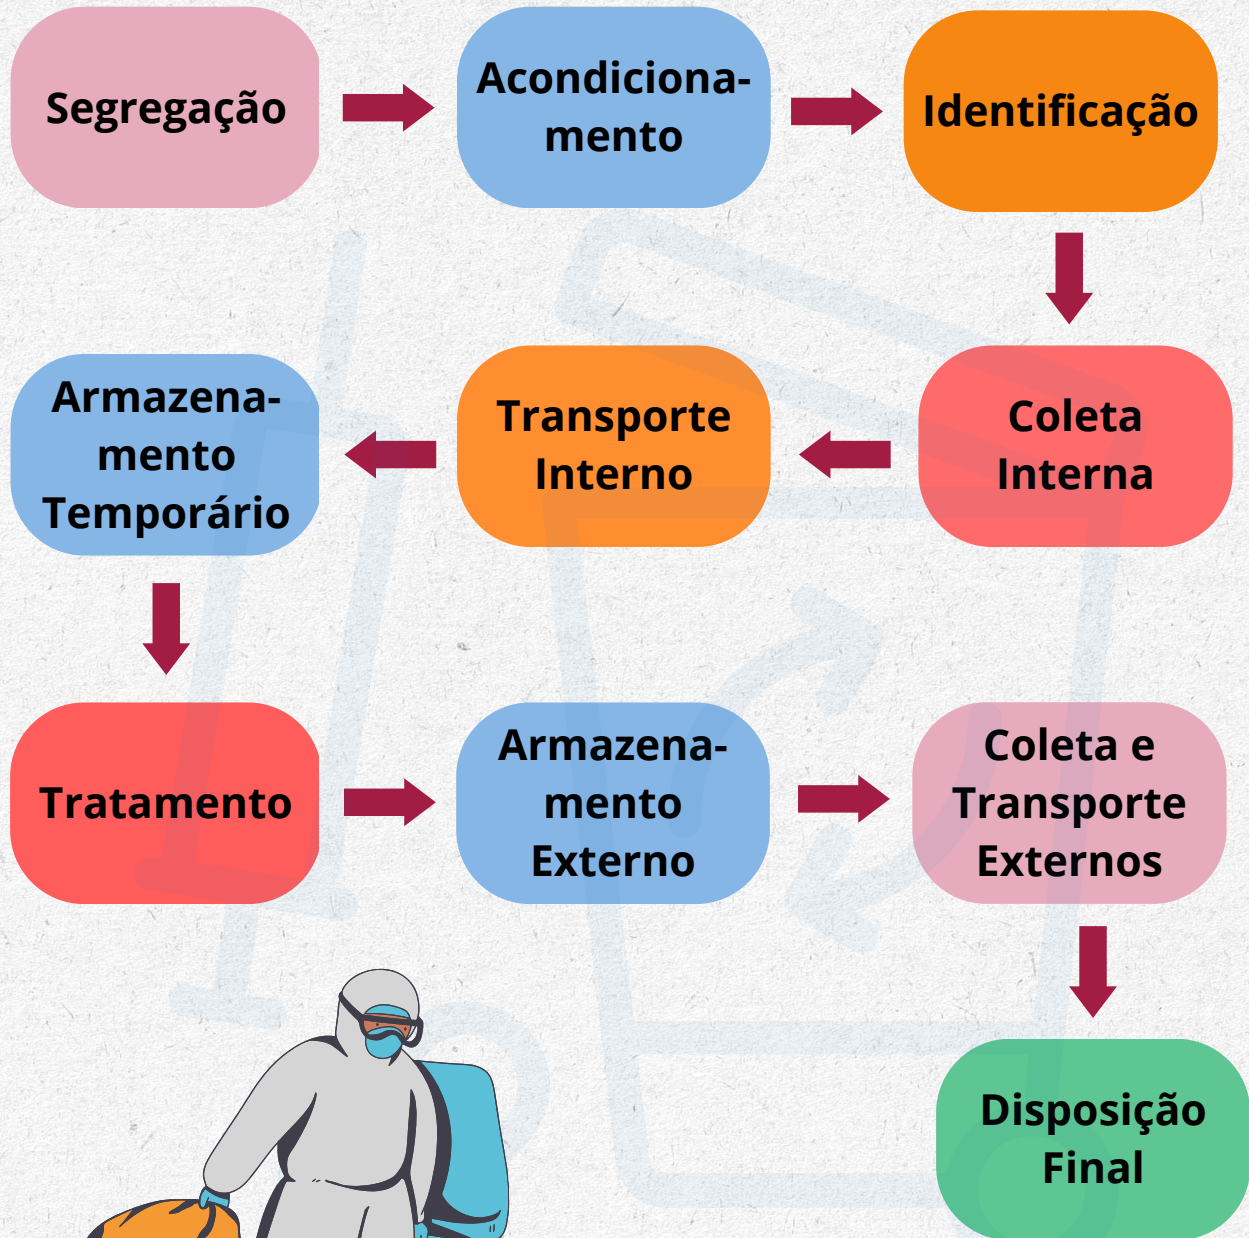 Segregação
Acondiciona-
mento
Identificação
Coleta
Interna
Transporte
Interno
Armazena-
mento
Temporário
Tratamento
Armazena-
mento
Externo
Coleta e
Transporte
Externos
Disposição
Final